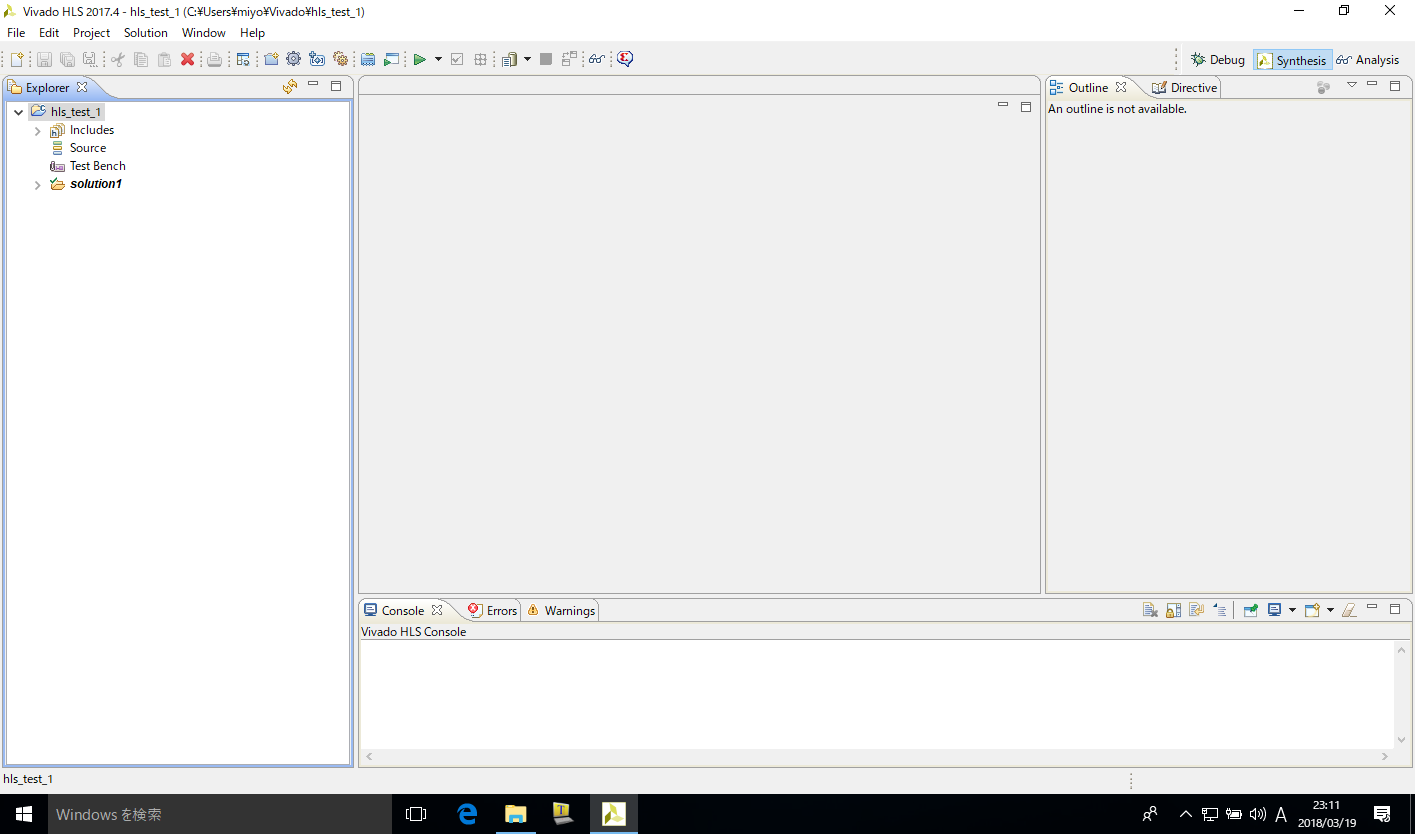 Vivado HLS 2017.4 - hls_test_1 (C:¥Users¥miyo¥Vivado¥hls_test_1)
File Edit Project Solution Window Help
Debug Synthesis Analysis
Explorer
hls_test_1
Includes
Source
Test Bench
solution1
Outline Directive
An outline is not available.
Console Errors Warnings
Vivado HLS Console
hls_test_1
Windows を検索
A
23:11
2018/03/19